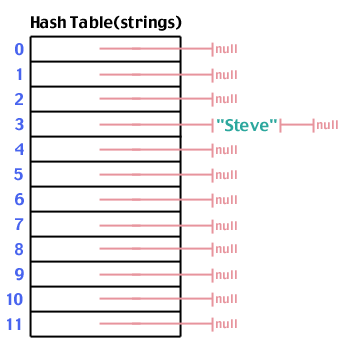 Hash Table(strings)
0 null
1 null
2 null
3 "Steve" null
4 null
5 null
6 null
7 null
8 null
9 null
10 null
11 null